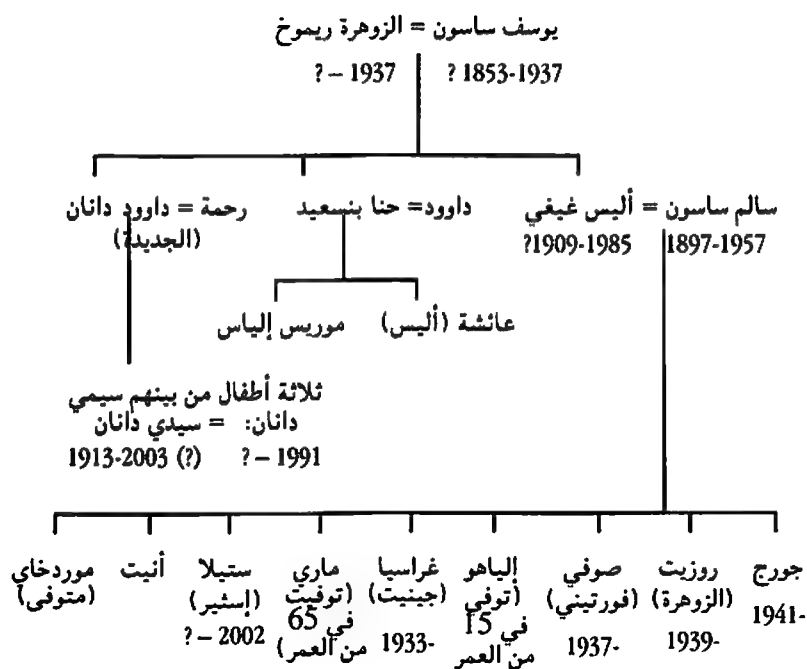 يوسف ساسون = الزوهرة ريموخ
1853-1937 ?
? – 1937
سالم ساسون = أليس غيغي
1897-1957
1909-1985?
داوود= حنا بنسعيد
رحمة = داوود دانان
(الجديدة)
عائشة (أليس)
موريس إلياس
ثلاثة أطفال من بينهم سيمي
دانان: = سيدي دانان
? – 1991
(?) 1913-2003
جورج
1941-
روزيت
(الزوهرة)
1939-
صوفي
(فورتيني)
1937-
إلياهو
(توفي
في 15
من العمر)
غراسيا
(جينيت)
1933-
ماري
(توفيت
في 65
من العمر)
ستيلا
(إستير)
? – 2002
أنيت
موردخاي
(متوفى)